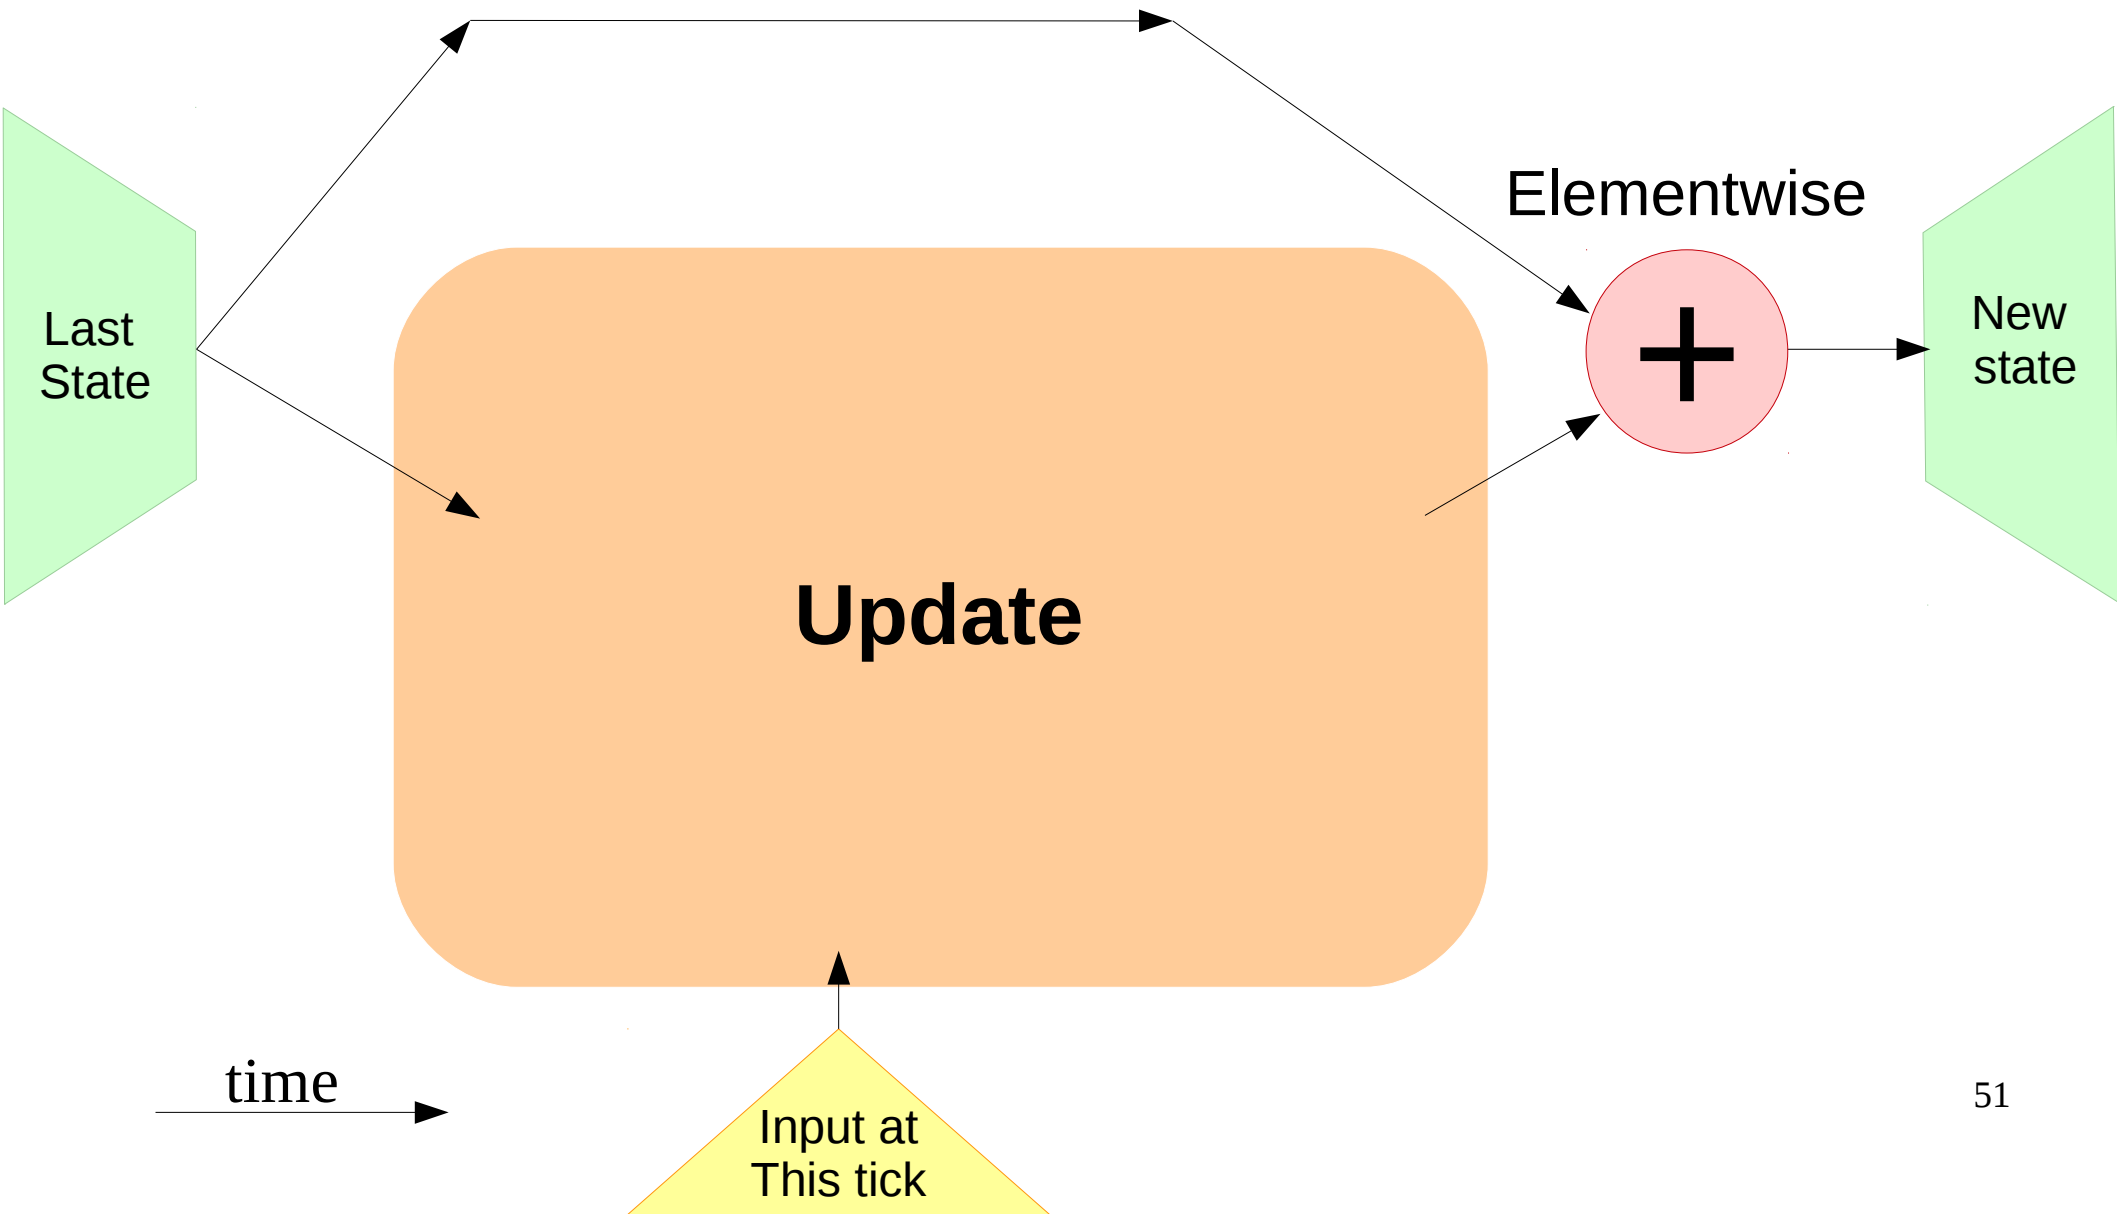 Elementwise
Last
State
+
New
state
Update
time
Input at
This tick
51